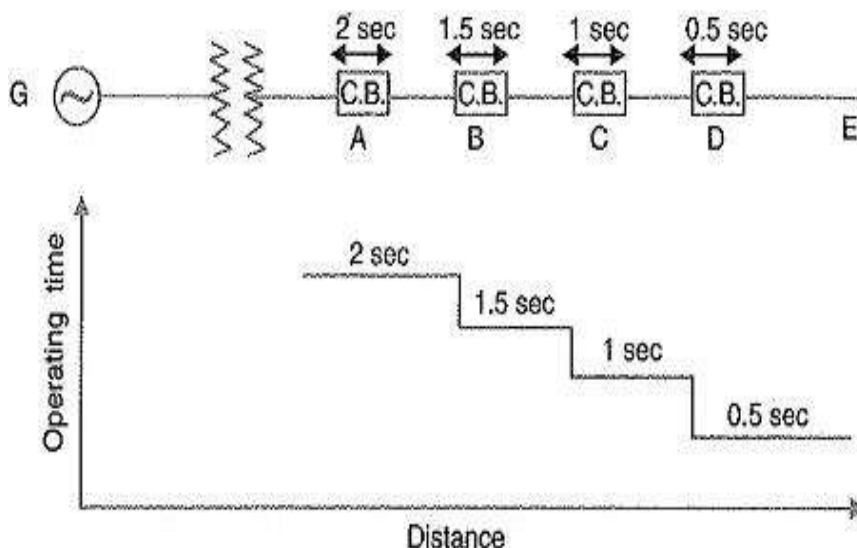 2 sec 1.5 sec 1 sec 0.5 sec
G C.B. C.B. C.B. C.B.
A B C D E
2 sec
1.5 sec
1 sec
0.5 sec
Operating time
Distance